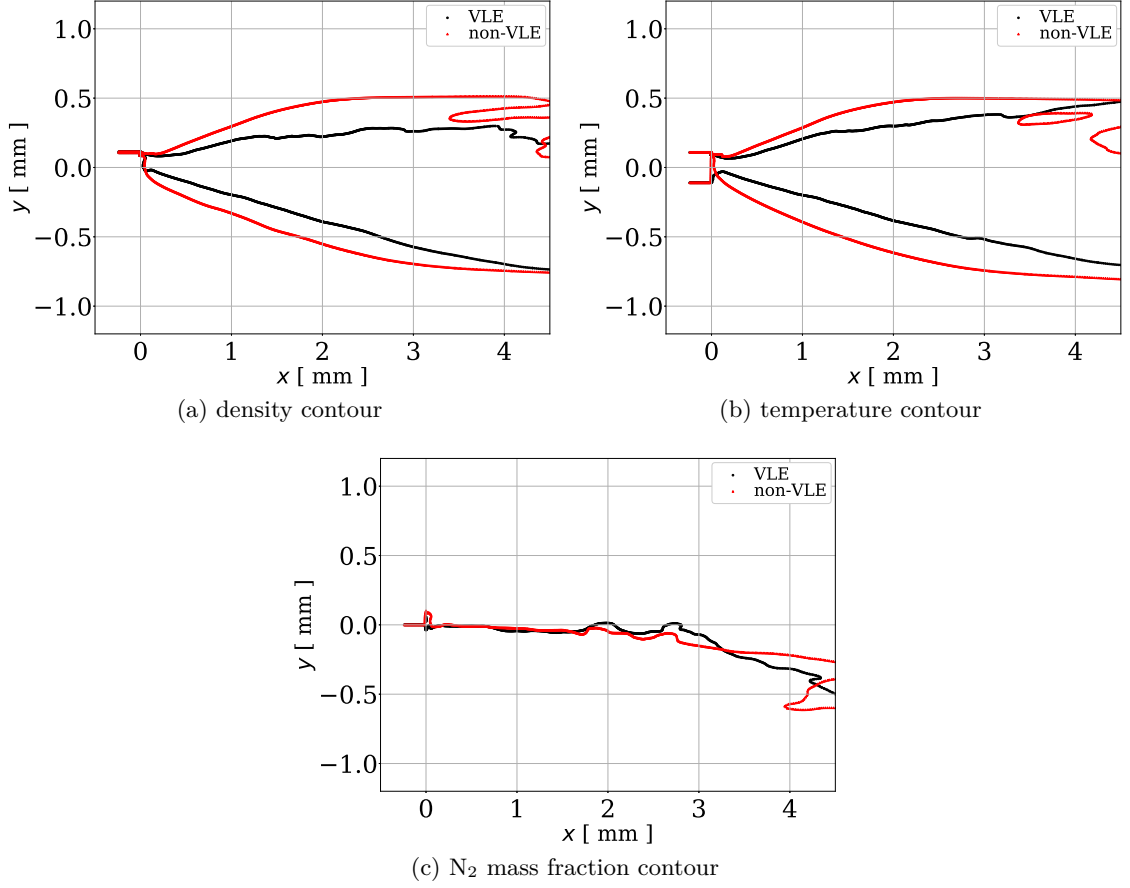 1.0
0.5
0.0
−0.5
−1.0
y [ mm ]
VLE
non-VLE
0 1 2 3 4
x [ mm ]
(a) density contour
1.0
0.5
0.0
−0.5
−1.0
y [ mm ]
VLE
non-VLE
0 1 2 3 4
x [ mm ]
(b) temperature contour
1.0
0.5
0.0
−0.5
−1.0
y [ mm ]
VLE
non-VLE
0 1 2 3 4
x [ mm ]
(c) N₂ mass fraction contour